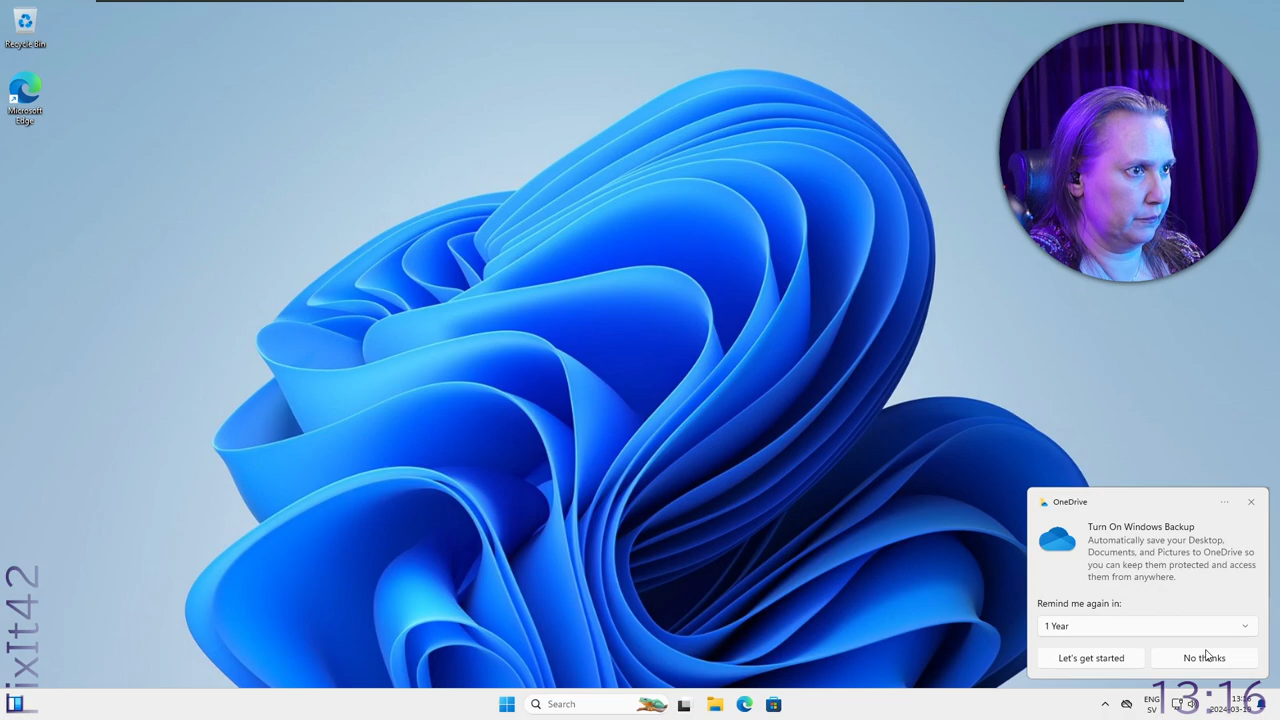 Recycle Bin
Microsoft
Edge
OneDrive
Turn On Windows Backup
Automatically save your Desktop,
Documents, and Pictures to OneDrive so
you can keep them protected and access
them from anywhere.
Remind me again in:
1 Year
Let's get started
No thanks
FixIt42
Search
ENG
SV
13:16
13:16